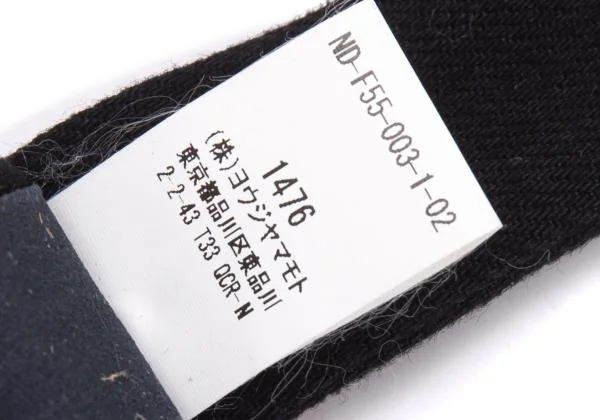 ND-F55-003-1-02
1476
(株)ヨウジヤマモト
東京都品川区東品川
2-2-43 T33 QCR-N